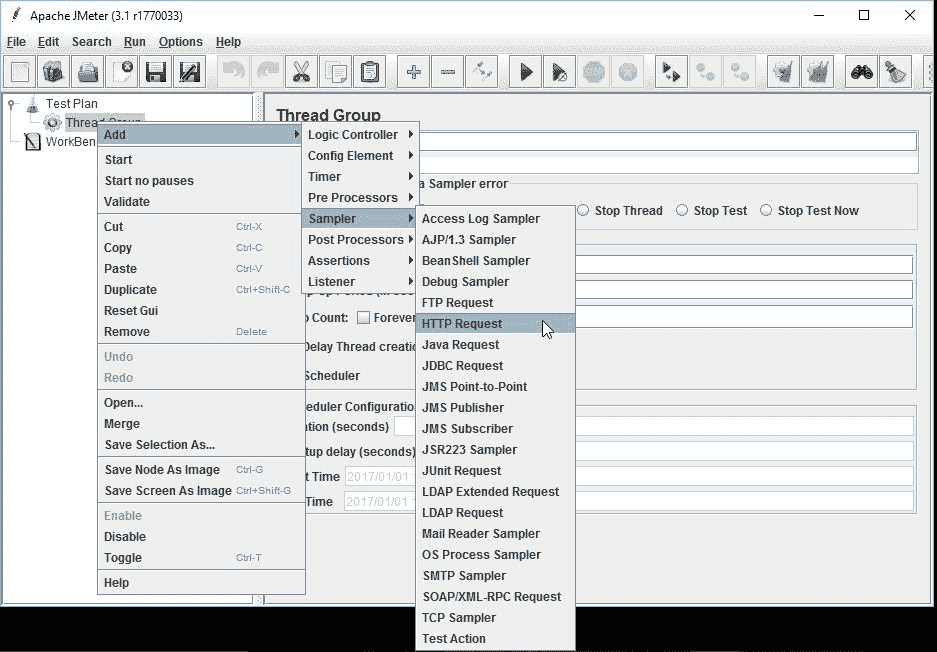 Apache JMeter (3.1 r1770033)
File Edit Search Run Options Help
Test Plan
Thread Group
WorkBen
Add
Start
Start no pauses
Validate
Cut Ctrl-X
Copy Ctrl-C
Paste Ctrl-V
Duplicate Ctrl+Shift-C
Reset Gui
Remove Delete
Undo
Redo
Open...
Merge
Save Selection As...
Save Node As Image Ctrl-G
Save Screen As Image Ctrl+Shift-G
Enable
Disable
Toggle Ctrl-T
Help
Logic Controller
Config Element
Timer
Pre Processors
Sampler
Post Processors
Assertions
Listener
Access Log Sampler
AJP/1.3 Sampler
BeanShell Sampler
Debug Sampler
FTP Request
HTTP Request
Java Request
JDBC Request
JMS Point-to-Point
JMS Publisher
JMS Subscriber
JSR223 Sampler
JUnit Request
LDAP Extended Request
LDAP Request
Mail Reader Sampler
OS Process Sampler
SMTP Sampler
SOAP/XML-RPC Request
TCP Sampler
Test Action
Thread Group
a Sampler error
Stop Thread Stop Test Stop Test Now
Count: Forever
Delay Thread creatio
Scheduler
eduler Configuratio
tion (seconds)
tup delay (seconds)
t Time 2017/01/01
Time 2017/01/01